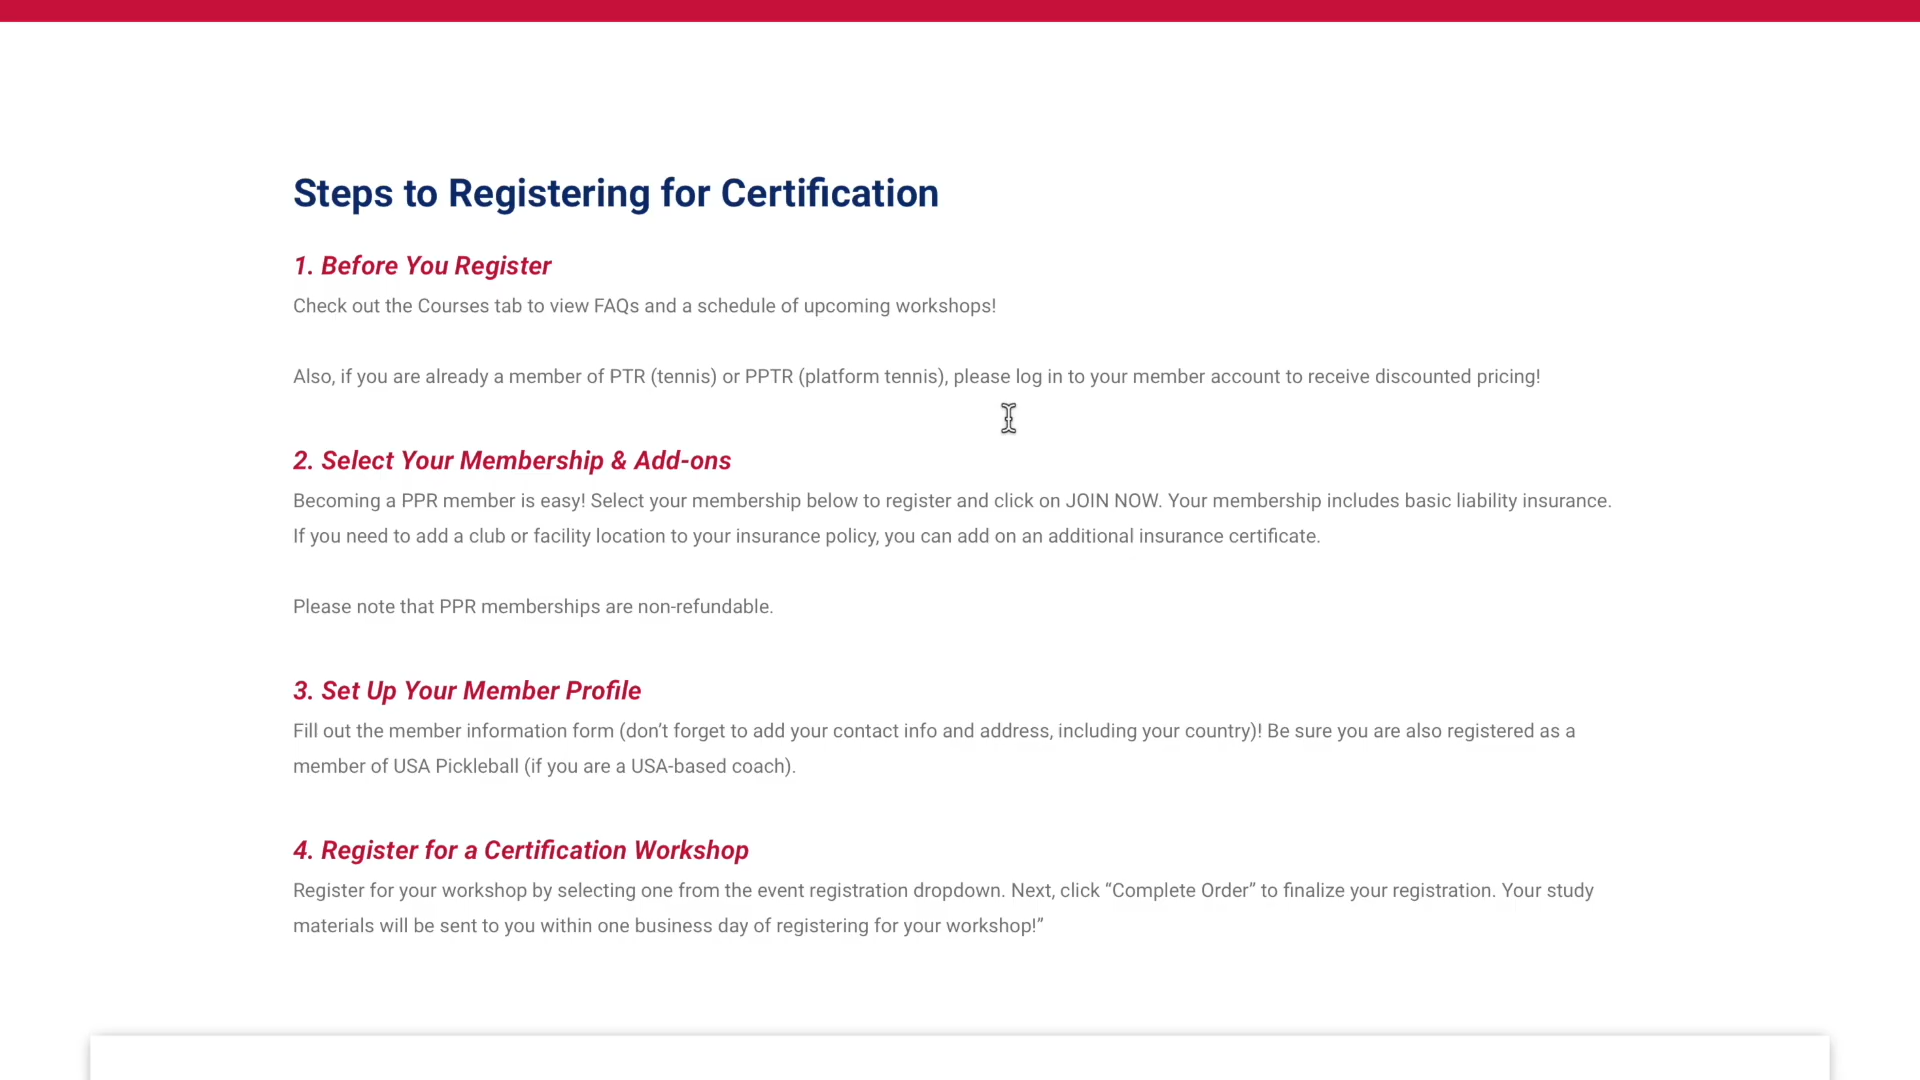 Steps to Registering for Certification
1. Before You Register
Check out the Courses tab to view FAQs and a schedule of upcoming workshops!
Also, if you are already a member of PTR (tennis) or PPTR (platform tennis), please log in to your member account to receive discounted pricing!
2. Select Your Membership & Add-ons
Becoming a PPR member is easy! Select your membership below to register and click on JOIN NOW. Your membership includes basic liability insurance.
If you need to add a club or facility location to your insurance policy, you can add on an additional insurance certificate.
Please note that PPR memberships are non-refundable.
3. Set Up Your Member Profile
Fill out the member information form (don’t forget to add your contact info and address, including your country)! Be sure you are also registered as a
member of USA Pickleball (if you are a USA-based coach).
4. Register for a Certification Workshop
Register for your workshop by selecting one from the event registration dropdown. Next, click “Complete Order” to finalize your registration. Your study
materials will be sent to you within one business day of registering for your workshop!”